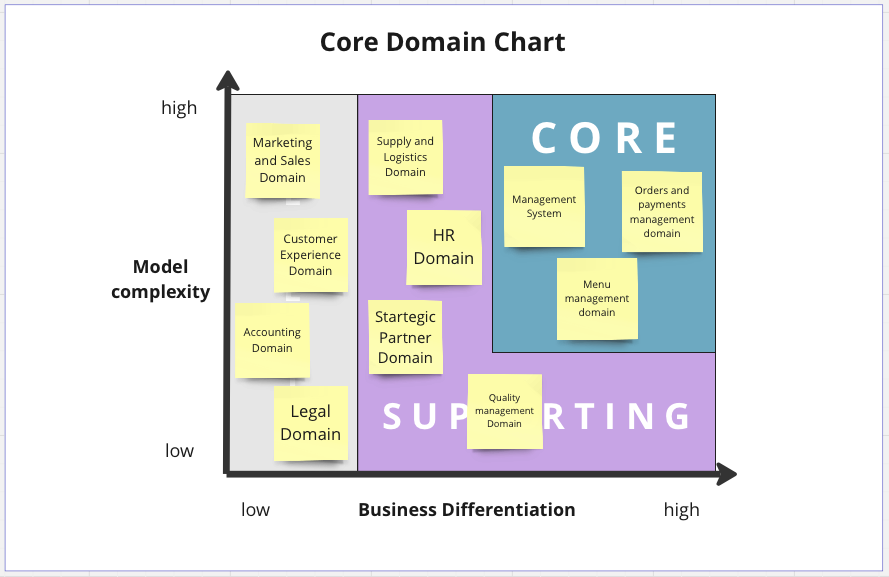 Core Domain Chart
high
CORE
Marketing
and Sales
Domain
Supply and
Logistics
Domain
Management
System
Orders and
payments
management
domain
Customer
Experience
Domain
HR
Domain
Model
complexity
Menu
management
domain
Accounting
Domain
Startegic
Partner
Domain
Legal
Domain
Quality
management
Domain
SUP RTING
low
low
Business Differentiation
high